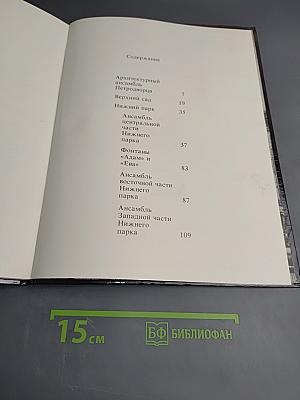 Содержание
Архитектурный
ансамбль
Петродворца 7
Верхний сад 19
Нижний парк 35
Ансамбль
центральной
части
Нижнего
парка 37
Фонтаны
«Адам» и
«Ева» 83
Ансамбль
восточной части
Нижнего
парка 87
Ансамбль
Западной части
Нижнего
парка 109
15 см
БФ БИБЛИОФАН